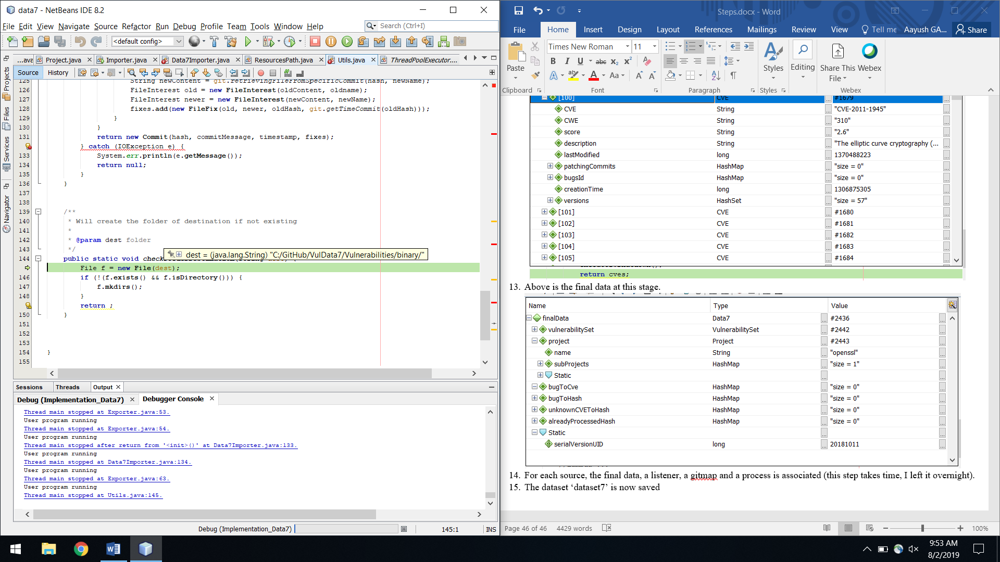 data7 - NetBeans IDE 8.2
File Edit View Navigate Source Refactor Run Debug Profile Team Tools Window Help
Search (Ctrl+I)
<default config>
...ava Project.java Importer.java Data7Importer.java ResourcesPath.java Utils.java ThreadPoolExecutor....
Source History
Projects
Files
Services
Navigator
125 String newContent = git.retrievingFileFromSpecificCommit(hash, newName);
126 FileInterest old = new FileInterest(oldContent, oldname);
127 FileInterest newer = new FileInterest(newContent, newName);
128 fixes.add(new FileFix(old, newer, oldHash, git.getTimeCommit(oldHash)));
129 }
130 }
131 return new Commit(hash, commitMessage, timestamp, fixes);
} catch (IOException e) {
133 System.err.println(e.getMessage());
134 return null;
135 }
136 }
137
138
139 /**
140 * Will create the folder of destination if not existing
141 *
142 * @param dest folder
143 */
dest = (java.lang.String) "C:/GitHub/VulData7/Vulnerabilities/binary/"
144 public static void check
File f = new File(dest);
146 if (!(f.exists() && f.isDirectory())) {
147 f.mkdirs();
148 }
return ;
150 }
151
152
153
154 }
155
Sessions Threads Output
Debug (Implementation_Data7) Debugger Console
Thread main stopped at Exporter.java:53.
User program running
Thread main stopped at Exporter.java:54.
User program running
Thread main stopped after return from '<init>()' at Data7Importer.java:133.
User program running
Thread main stopped at Data7Importer.java:134.
User program running
Thread main stopped at Exporter.java:63.
User program running
Thread main stopped at Utils.java:145.
Debug (Implementation_Data7) 145:1 INS
Steps.docx - Word
File Home Insert Design Layout References Mailings Review View Tell me Aayush GA... Share
Times New Roman 11
Paste
B I U abc X2 X2
Aa
Styles Editing Share This File Webex
Clipboard Font Paragraph Styles Webex
[100] CVE #1679
CVE String "CVE-2011-1945"
CWE String "310"
score String "2.6"
description String "The elliptic curve cryptography (...
lastModified long 1370488223
patchingCommits HashMap "size = 0"
bugsId HashMap "size = 0"
creationTime long 1306875305
versions HashSet "size = 57"
[101] CVE #1680
[102] CVE #1681
[103] CVE #1682
[104] CVE #1683
[105] CVE #1684
return cves;
13. Above is the final data at this stage.
Name Type Value
finalData Data7 #2436
vulnerabilitySet VulnerabilitySet #2442
project Project #2443
name String "openssl"
subProjects HashMap "size = 1"
Static
bugToCve HashMap "size = 0"
bugToHash HashMap "size = 0"
unknownCVEToHash HashMap "size = 0"
alreadyProcessedHash HashMap "size = 0"
Static
serialVersionUID long 20181011
14. For each source, the final data, a listener, a gitmap and a process is associated (this step takes time, I left it overnight).
15. The dataset ‘dataset7’ is now saved
Page 46 of 46 4429 words 100%
9:53 AM
8/2/2019